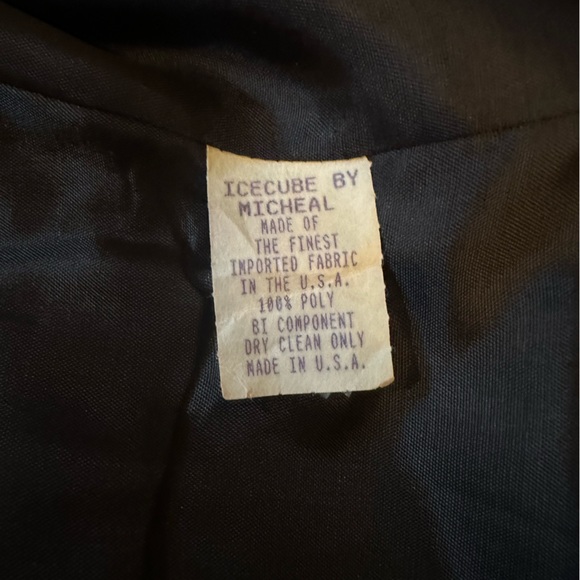 ICECUBE BY
MICHEAL
MADE OF
THE FINEST
IMPORTED FABRIC
IN THE U.S.A.
100% POLY
BI COMPONENT
DRY CLEAN ONLY
MADE IN U.S.A.